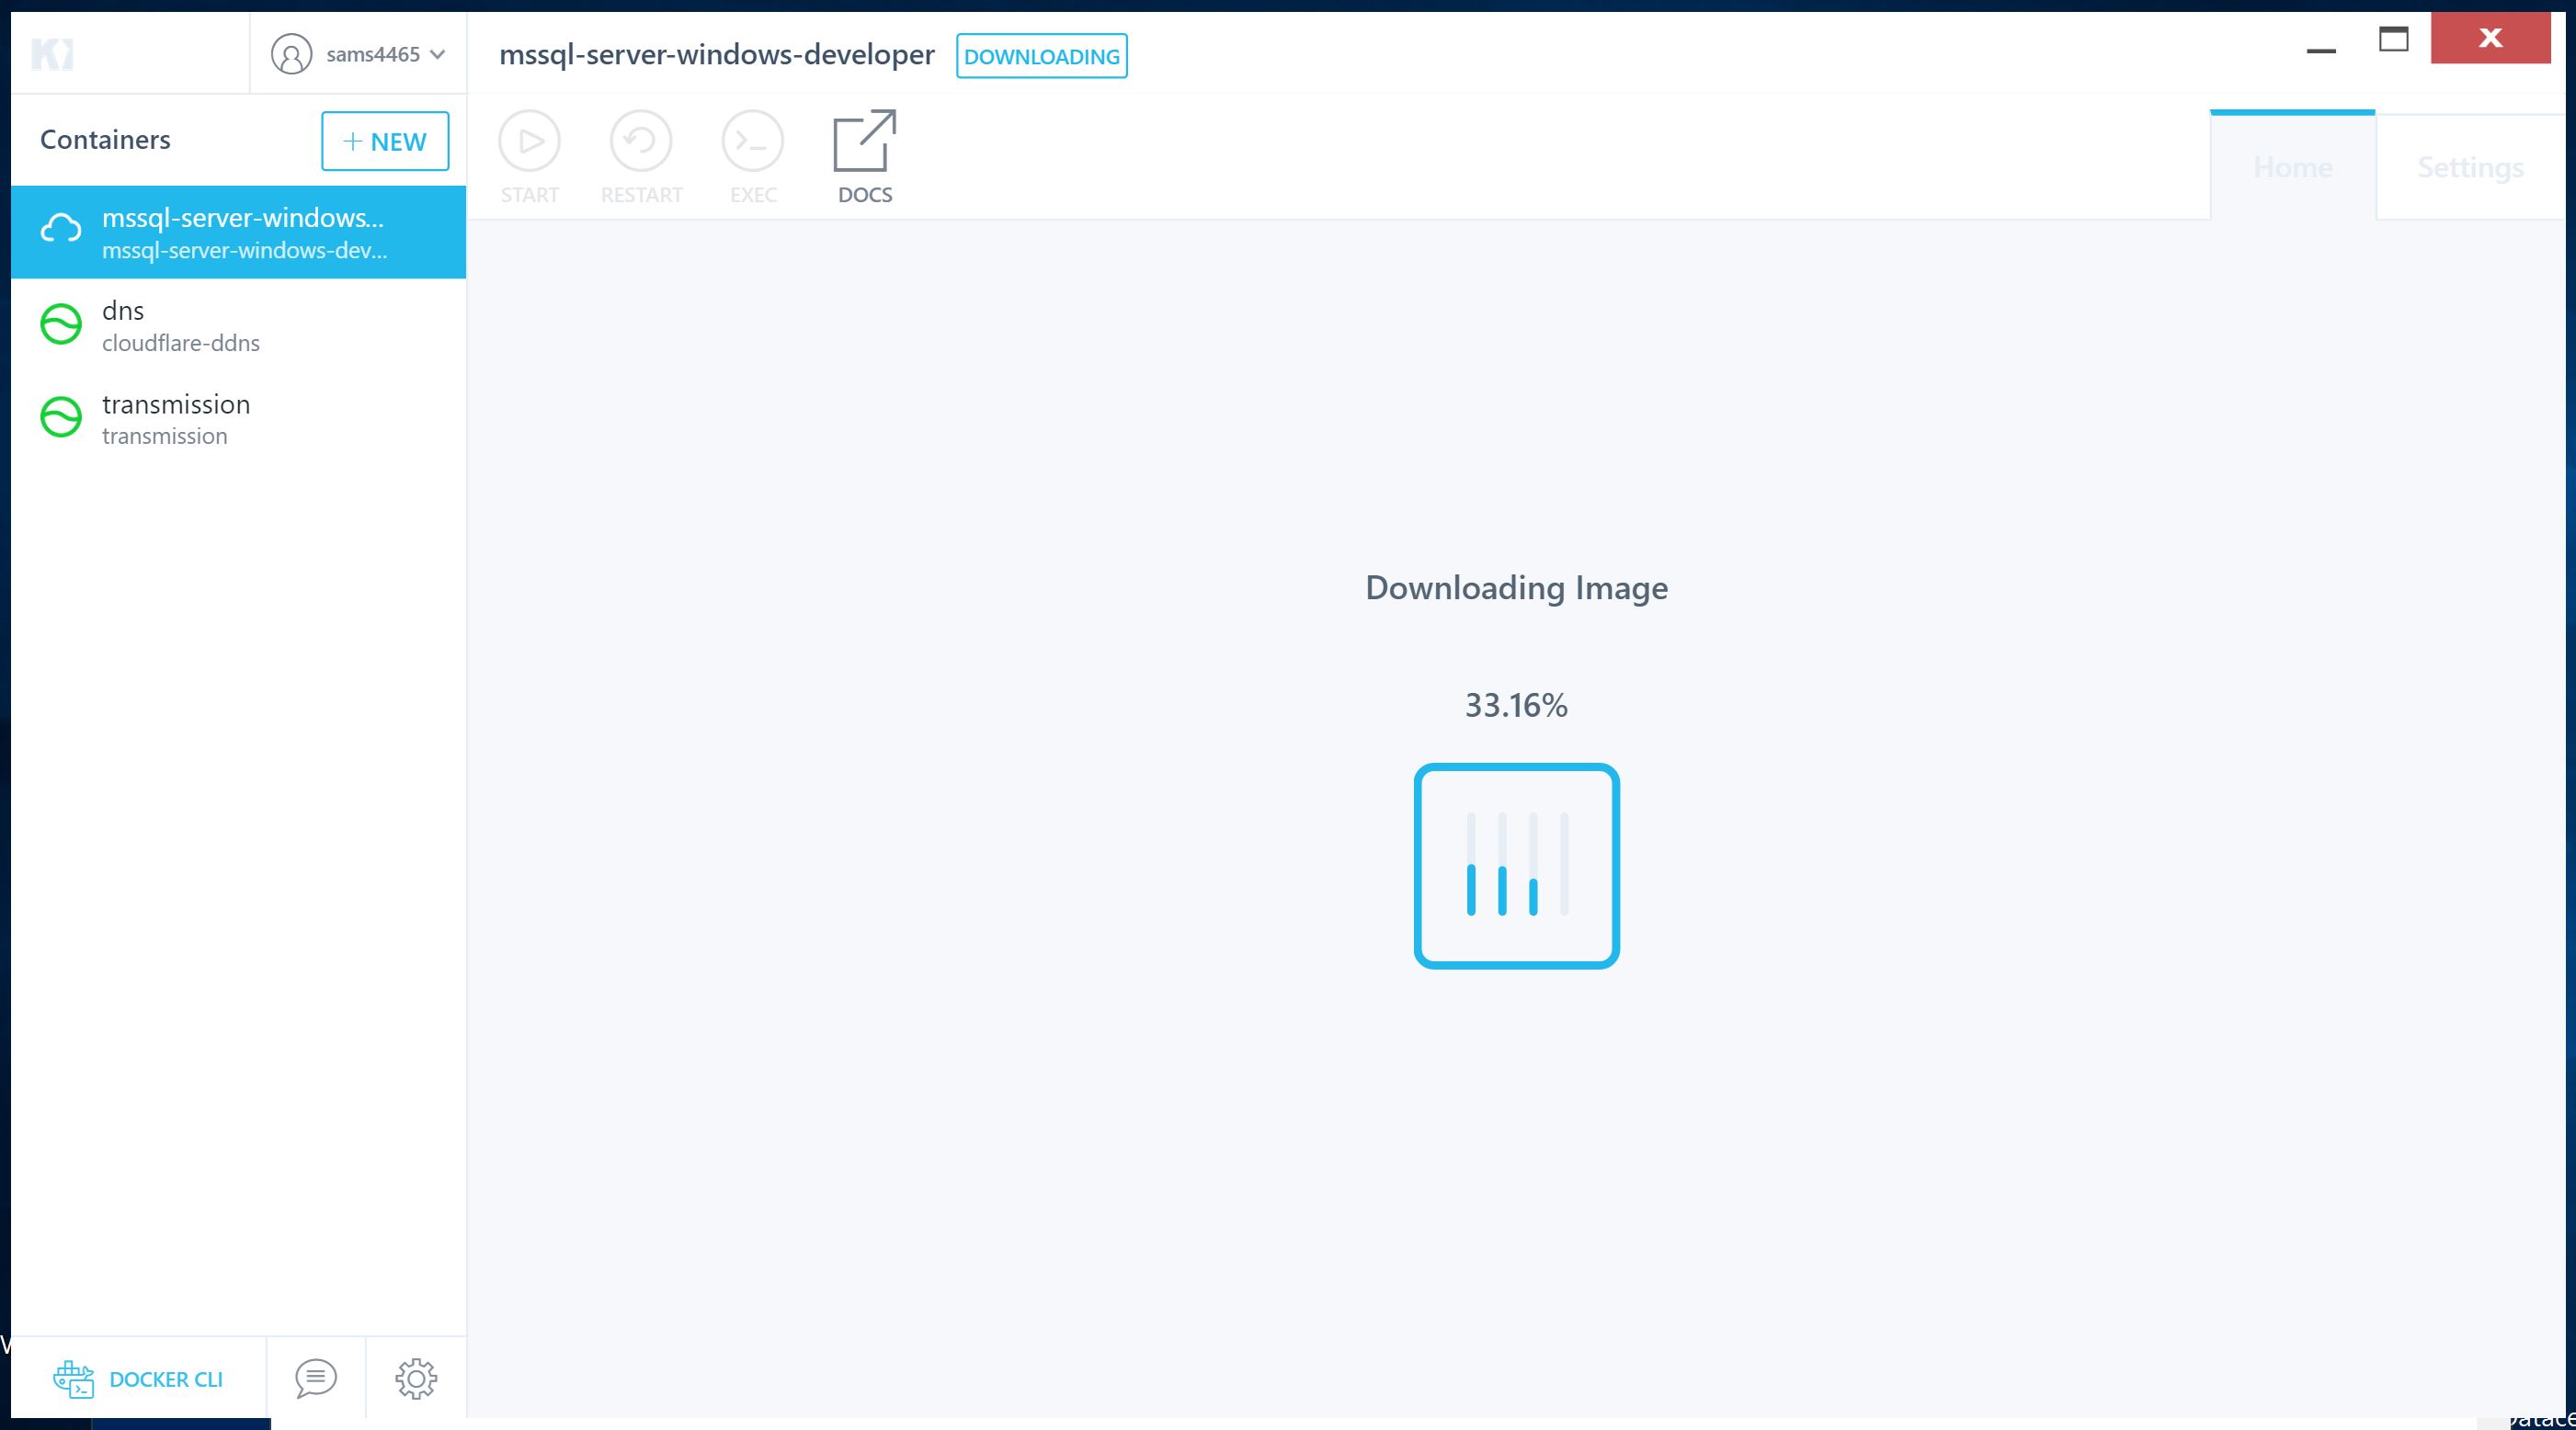 sams4465
mssql-server-windows-developer DOWNLOADING
Containers
+ NEW
START
RESTART
EXEC
DOCS
Home
Settings
mssql-server-windows...
mssql-server-windows-dev...
dns
cloudflare-ddns
transmission
transmission
Downloading Image
33.16%
DOCKER CLI